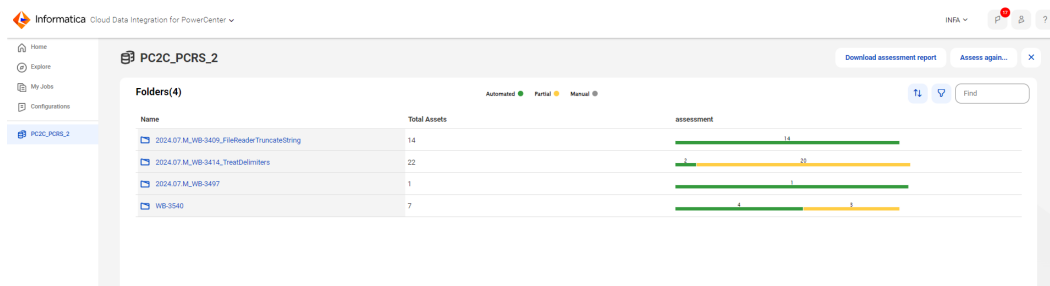 Informatica Cloud Data Integration for PowerCenter
INFA
17
?
Home
Explore
My Jobs
Configurations
PC2C_PCRS_2
PC2C_PCRS_2
Download assessment report
Assess again...
Folders(4)
Automated
Partial
Manual
Find
Name
Total Assets
assessment
2024.07.M_WB-3409_FileReaderTruncateString
14
14
2024.07.M_WB-3414_TreatDelimiters
22
2
20
2024.07.M_WB-3497
1
1
WB-3540
7
4
3